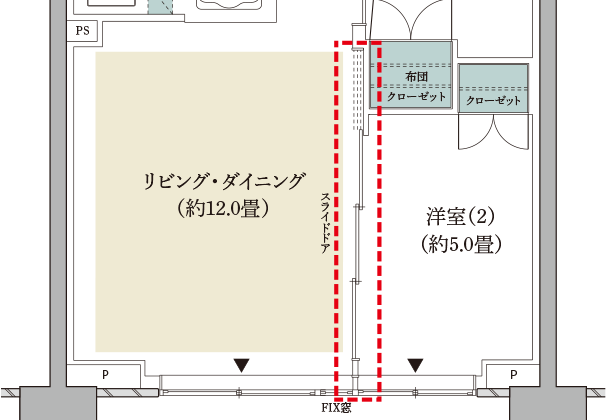 PS
布団
クローゼット
クローゼット
リビング・ダイニング
（約12.0畳）
スライドドア
洋室（2）
（約5.0畳）
P
P
FIX窓